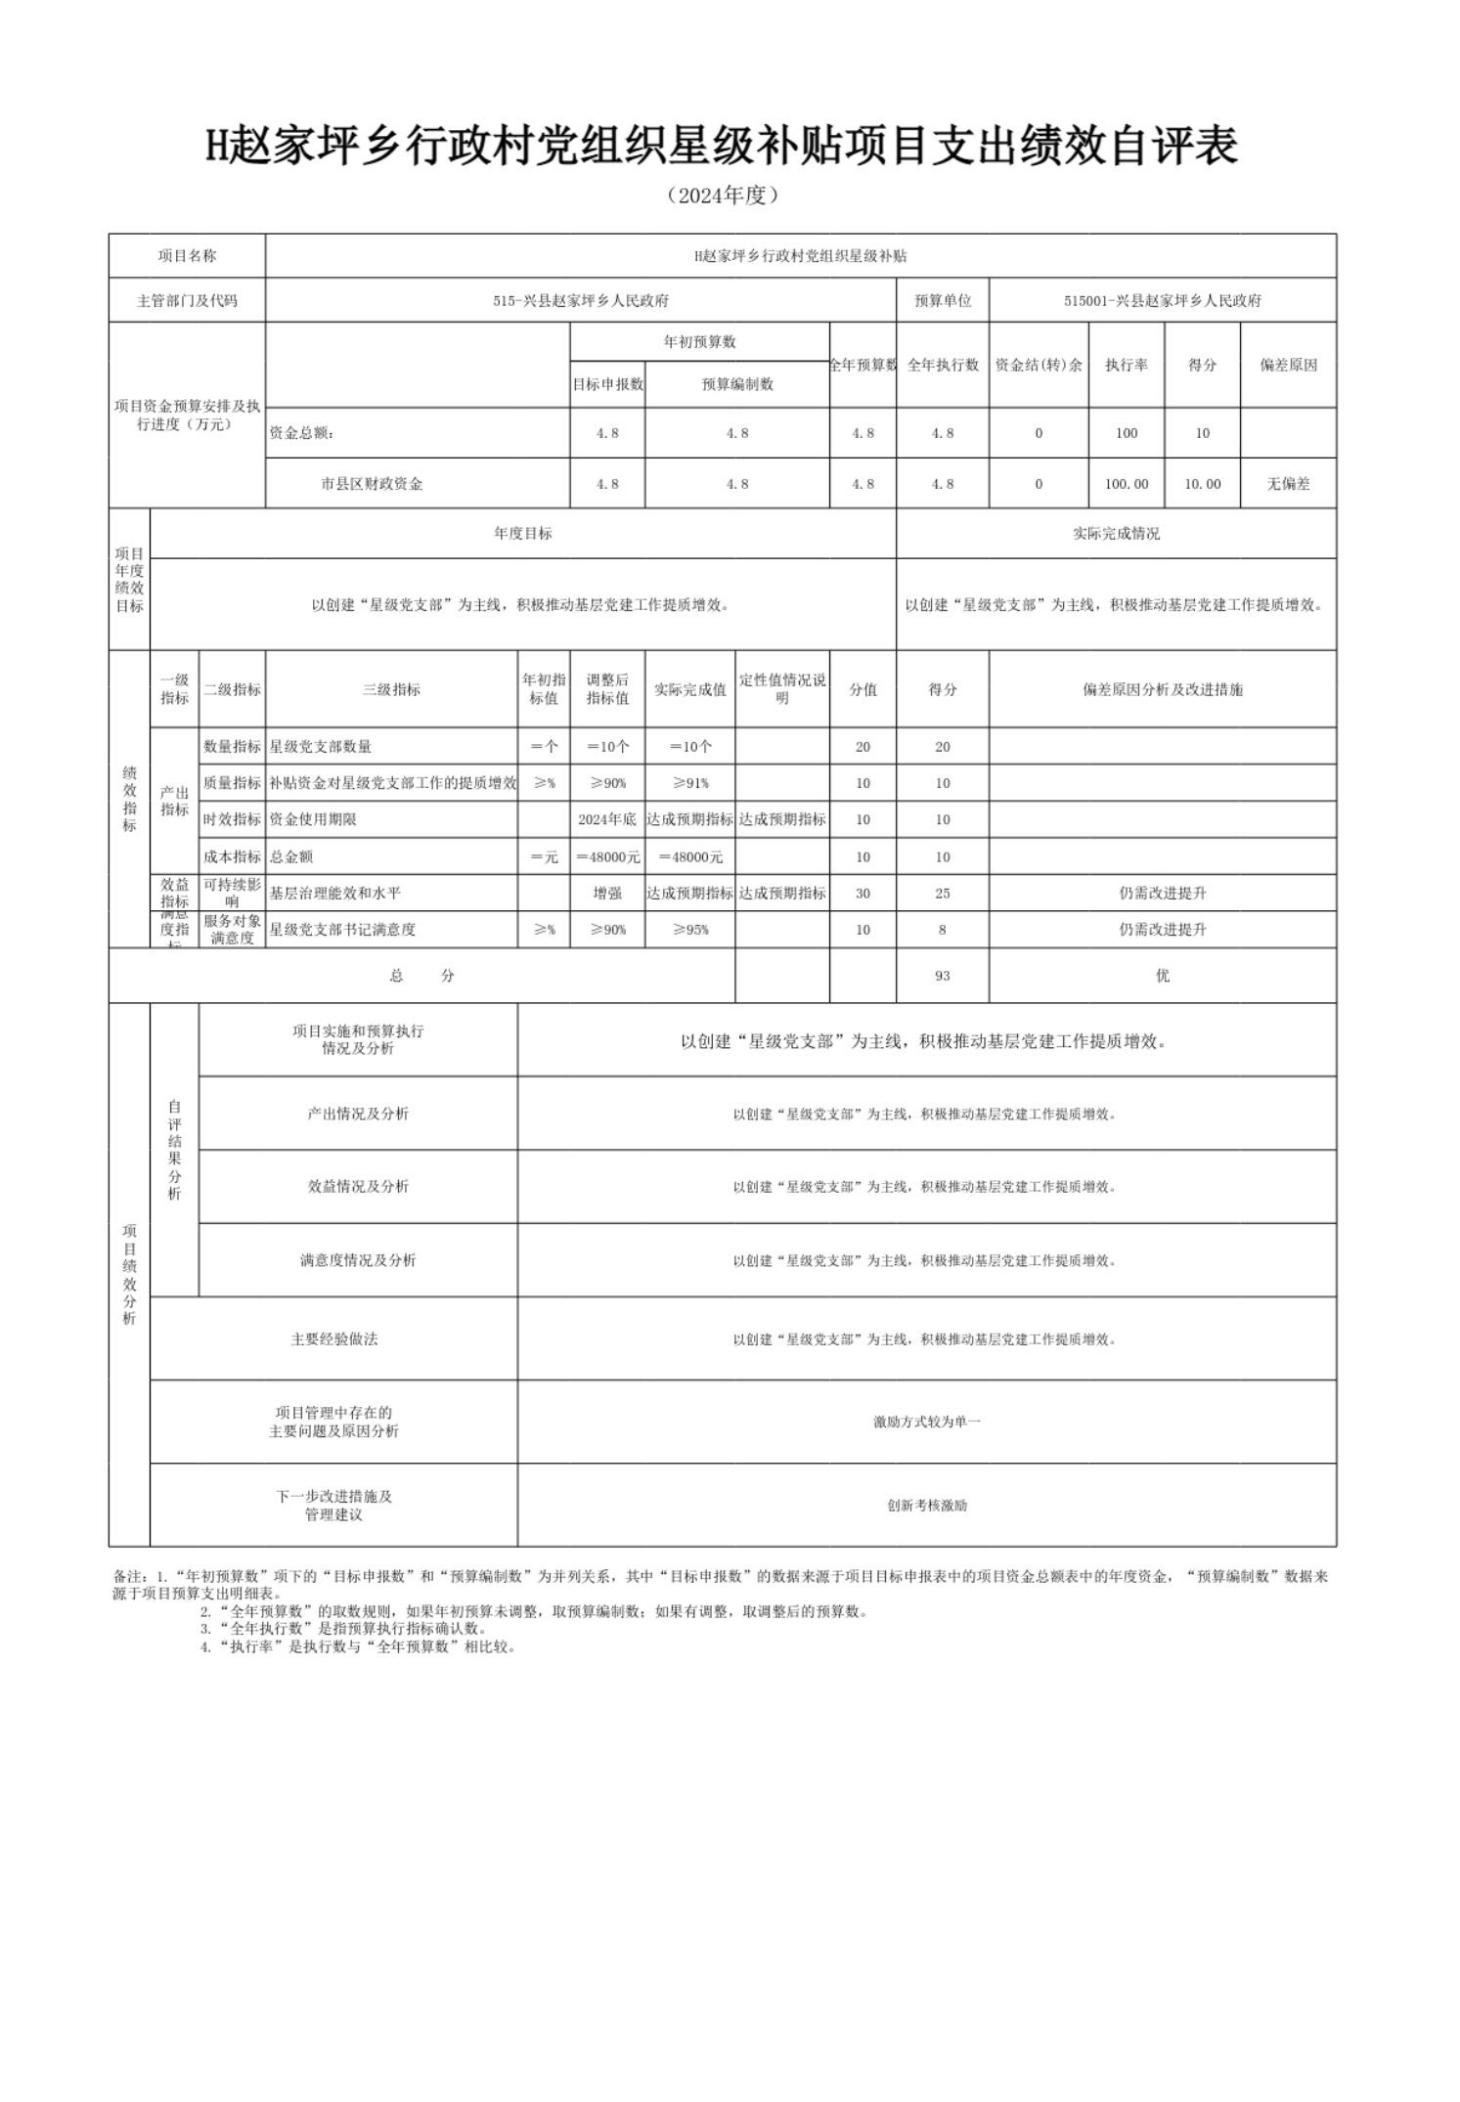 H赵家坪乡行政村党组织星级补贴项目支出绩效自评表
（2024年度）
项目名称 H赵家坪乡行政村党组织星级补贴
主管部门及代码 515-兴县赵家坪乡人民政府 预算单位 515001-兴县赵家坪乡人民政府
项目资金预算安排及执
行进度（万元）
年初预算数
全年预算数 全年执行数 资金结(转)余 执行率 得分 偏差原因
目标申报数 预算编制数
资金总额： 4.8 4.8 4.8 4.8 0 100 10
市县区财政资金 4.8 4.8 4.8 4.8 0 100.00 10.00 无偏差
项目
年度
绩效
目标
年度目标 实际完成情况
以创建“星级党支部”为主线，积极推动基层党建工作提质增效。 以创建“星级党支部”为主线，积极推动基层党建工作提质增效。
绩
效
指
标
一级
指标
二级指标 三级指标
年初指
标值
调整后
指标值
实际完成值
定性值情况说
明
分值 得分 偏差原因分析及改进措施
产出
指标
数量指标 星级党支部数量 ＝个 ＝10个 ＝10个 20 20
质量指标 补贴资金对星级党支部工作的提质增效 ≥% ≥90% ≥91% 10 10
时效指标 资金使用期限 2024年底 达成预期指标 达成预期指标 10 10
成本指标 总金额 ＝元 ＝48000元 ＝48000元 10 10
效益
指标
可持续影
响
基层治理能效和水平 增强 达成预期指标 达成预期指标 30 25 仍需改进提升
满意
度指
标
服务对象
满意度
星级党支部书记满意度 ≥% ≥90% ≥95% 10 8 仍需改进提升
总 分 93 优
项
目
绩
效
分
析
自
评
结
果
分
析
项目实施和预算执行
情况及分析
以创建“星级党支部”为主线，积极推动基层党建工作提质增效。
产出情况及分析 以创建“星级党支部”为主线，积极推动基层党建工作提质增效。
效益情况及分析 以创建“星级党支部”为主线，积极推动基层党建工作提质增效。
满意度情况及分析 以创建“星级党支部”为主线，积极推动基层党建工作提质增效。
主要经验做法 以创建“星级党支部”为主线，积极推动基层党建工作提质增效。
项目管理中存在的
主要问题及原因分析
激励方式较为单一
下一步改进措施及
管理建议
创新考核激励
备注：1.“年初预算数”项下的“目标申报数”和“预算编制数”为并列关系，其中“目标申报数”的数据来源于项目目标申报表中的项目资金总额表中的年度资金，“预算编制数”数据来
源于项目预算支出明细表。
2.“全年预算数”的取数规则，如果年初预算未调整，取预算编制数；如果有调整，取调整后的预算数。
3.“全年执行数”是指预算执行指标确认数。
4.“执行率”是执行数与“全年预算数”相比较。